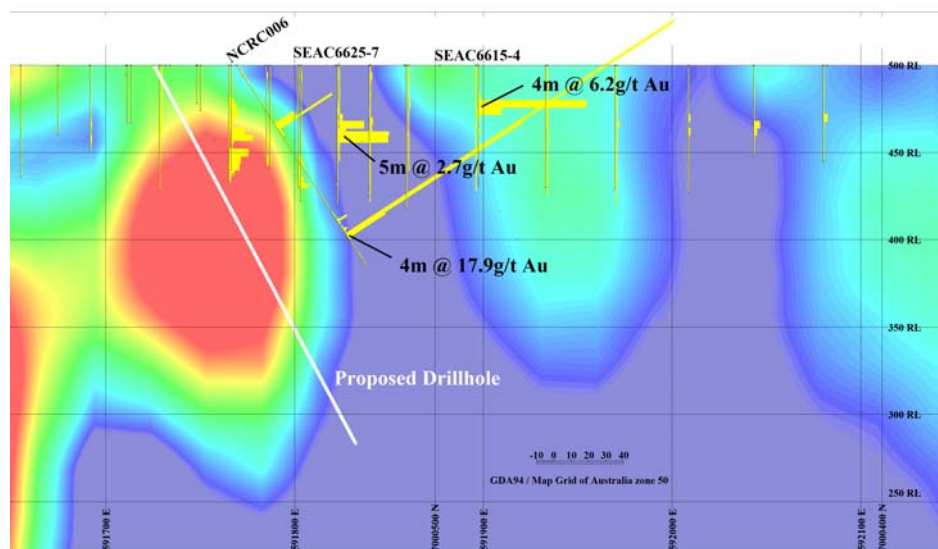 NCRC006
SEAC6625-7
SEAC6615-4
500 RL
4m @ 6.2g/t Au
450 RL
5m @ 2.7g/t Au
400 RL
4m @ 17.9g/t Au
350 RL
Proposed Drillhole
300 RL
-10 0 10 20 30 40
GDA94 / Map Grid of Australia zone 50
250 RL
591700 E
591800 E
7000500 N
591900 E
592000 E
592100 E
7000400 N